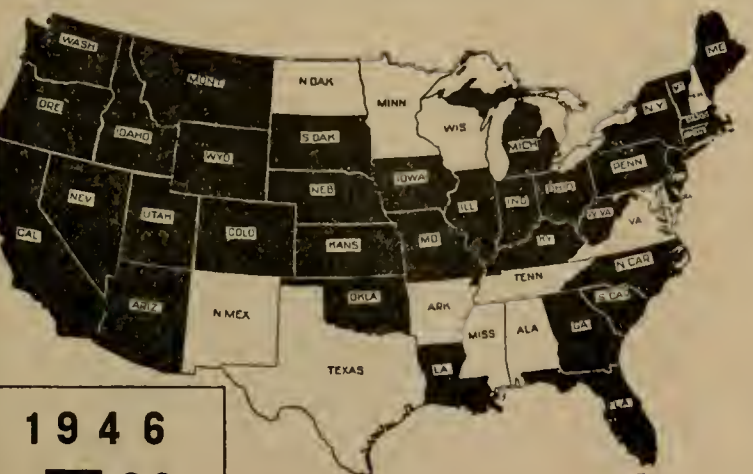 WASH
MONT
N DAK
MINN
ME
ORE
IDAHO
S DAK
WIS
MICH
N.Y.
WYO
NEB
IOWA
PENN
NEV
UTAH
COLO
ILL
IND
OHIO
W VA
VA
CAL
KANS
MO
KY
N CAR
TENN
ARIZ
N MEX
OKLA
ARK
S CAR
MISS
ALA
GA
TEXAS
LA
FLA
1946